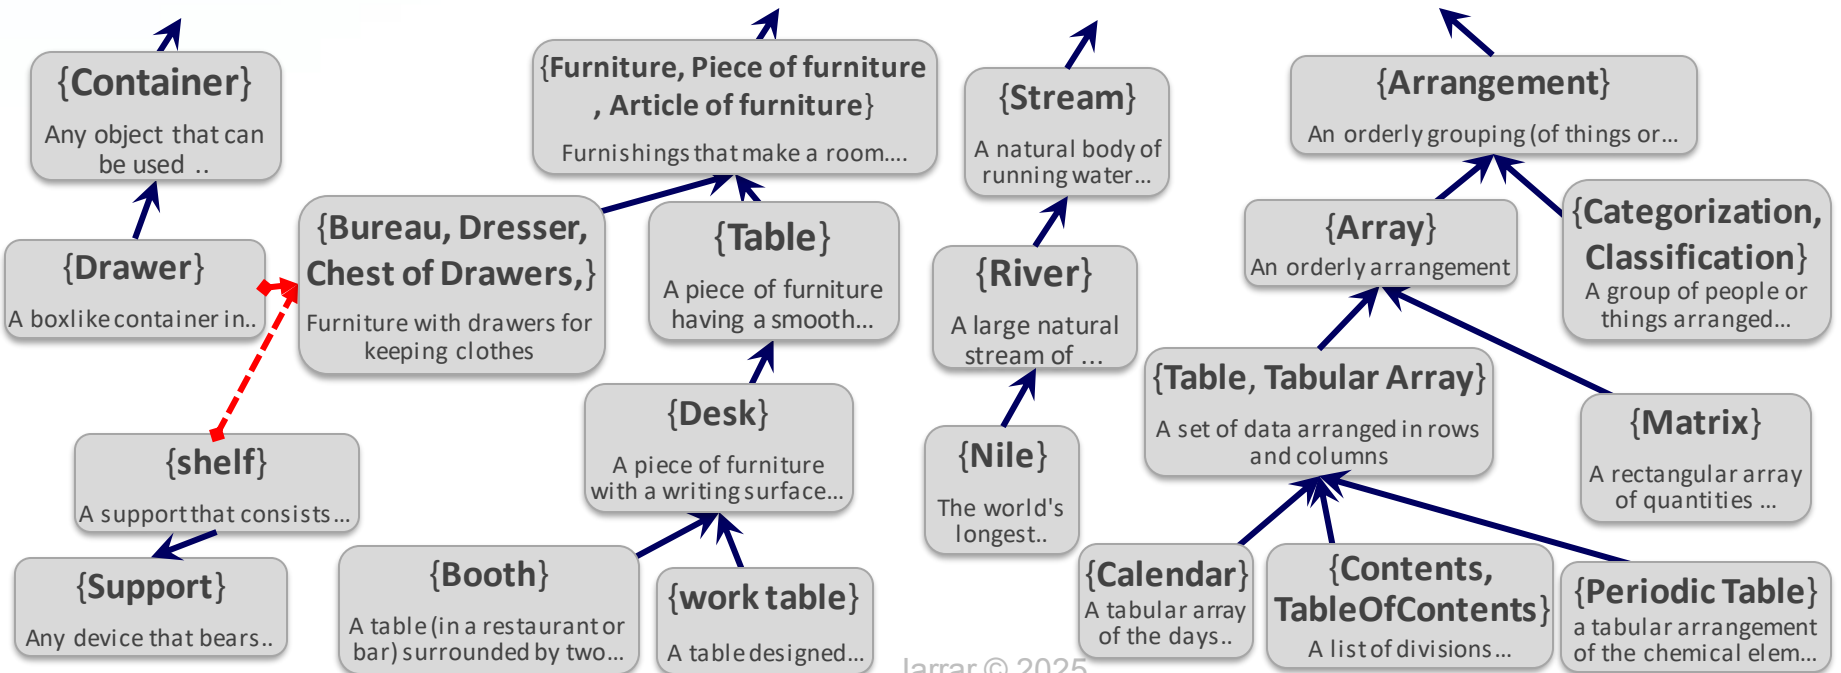 {Container}
Any object that can
be used ..
{Furniture, Piece of furniture
, Article of furniture}
Furnishings that make a room....
{Stream}
A natural body of
running water...
{Arrangement}
An orderly grouping (of things or...
{Drawer}
A boxlike container in..
{Bureau, Dresser,
Chest of Drawers,}
Furniture with drawers for
keeping clothes
{Table}
A piece of furniture
having a smooth...
{River}
A large natural
stream of ...
{Array}
An orderly arrangement
{Categorization,
Classification}
A group of people or
things arranged...
{shelf}
A support that consists...
{Desk}
A piece of furniture
with a writing surface...
{Nile}
The world's
longest..
{Table, Tabular Array}
A set of data arranged in rows
and columns
{Matrix}
A rectangular array
of quantities ...
{Support}
Any device that bears..
{Booth}
A table (in a restaurant or
bar) surrounded by two...
{work table}
A table designed...
{Calendar}
A tabular array
of the days..
{Contents,
TableOfContents}
A list of divisions...
{Periodic Table}
a tabular arrangement
of the chemical elem...
Jarrar © 2025